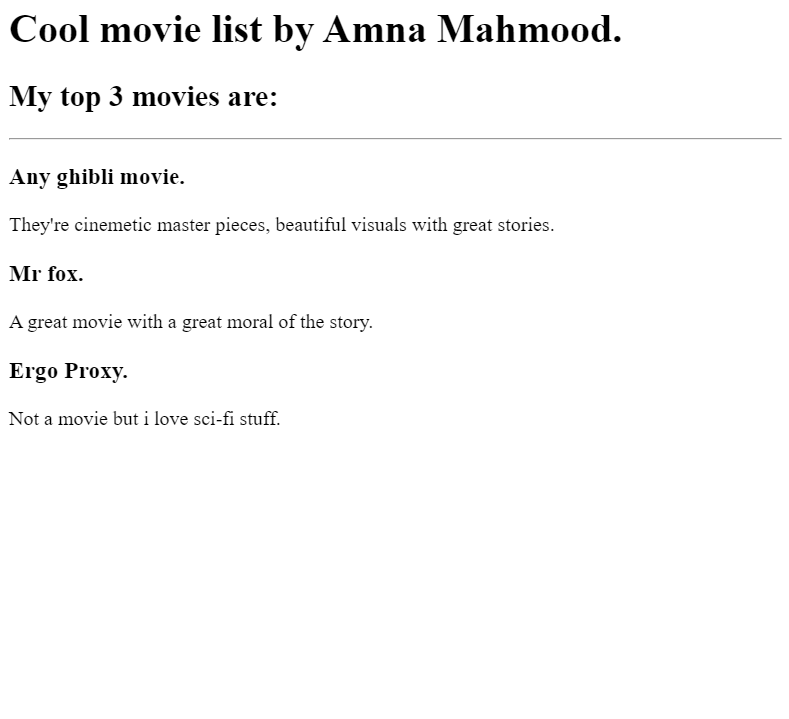 Cool movie list by Amna Mahmood.
My top 3 movies are:
Any ghibli movie.
They're cinemetic master pieces, beautiful visuals with great stories.
Mr fox.
A great movie with a great moral of the story.
Ergo Proxy.
Not a movie but i love sci-fi stuff.